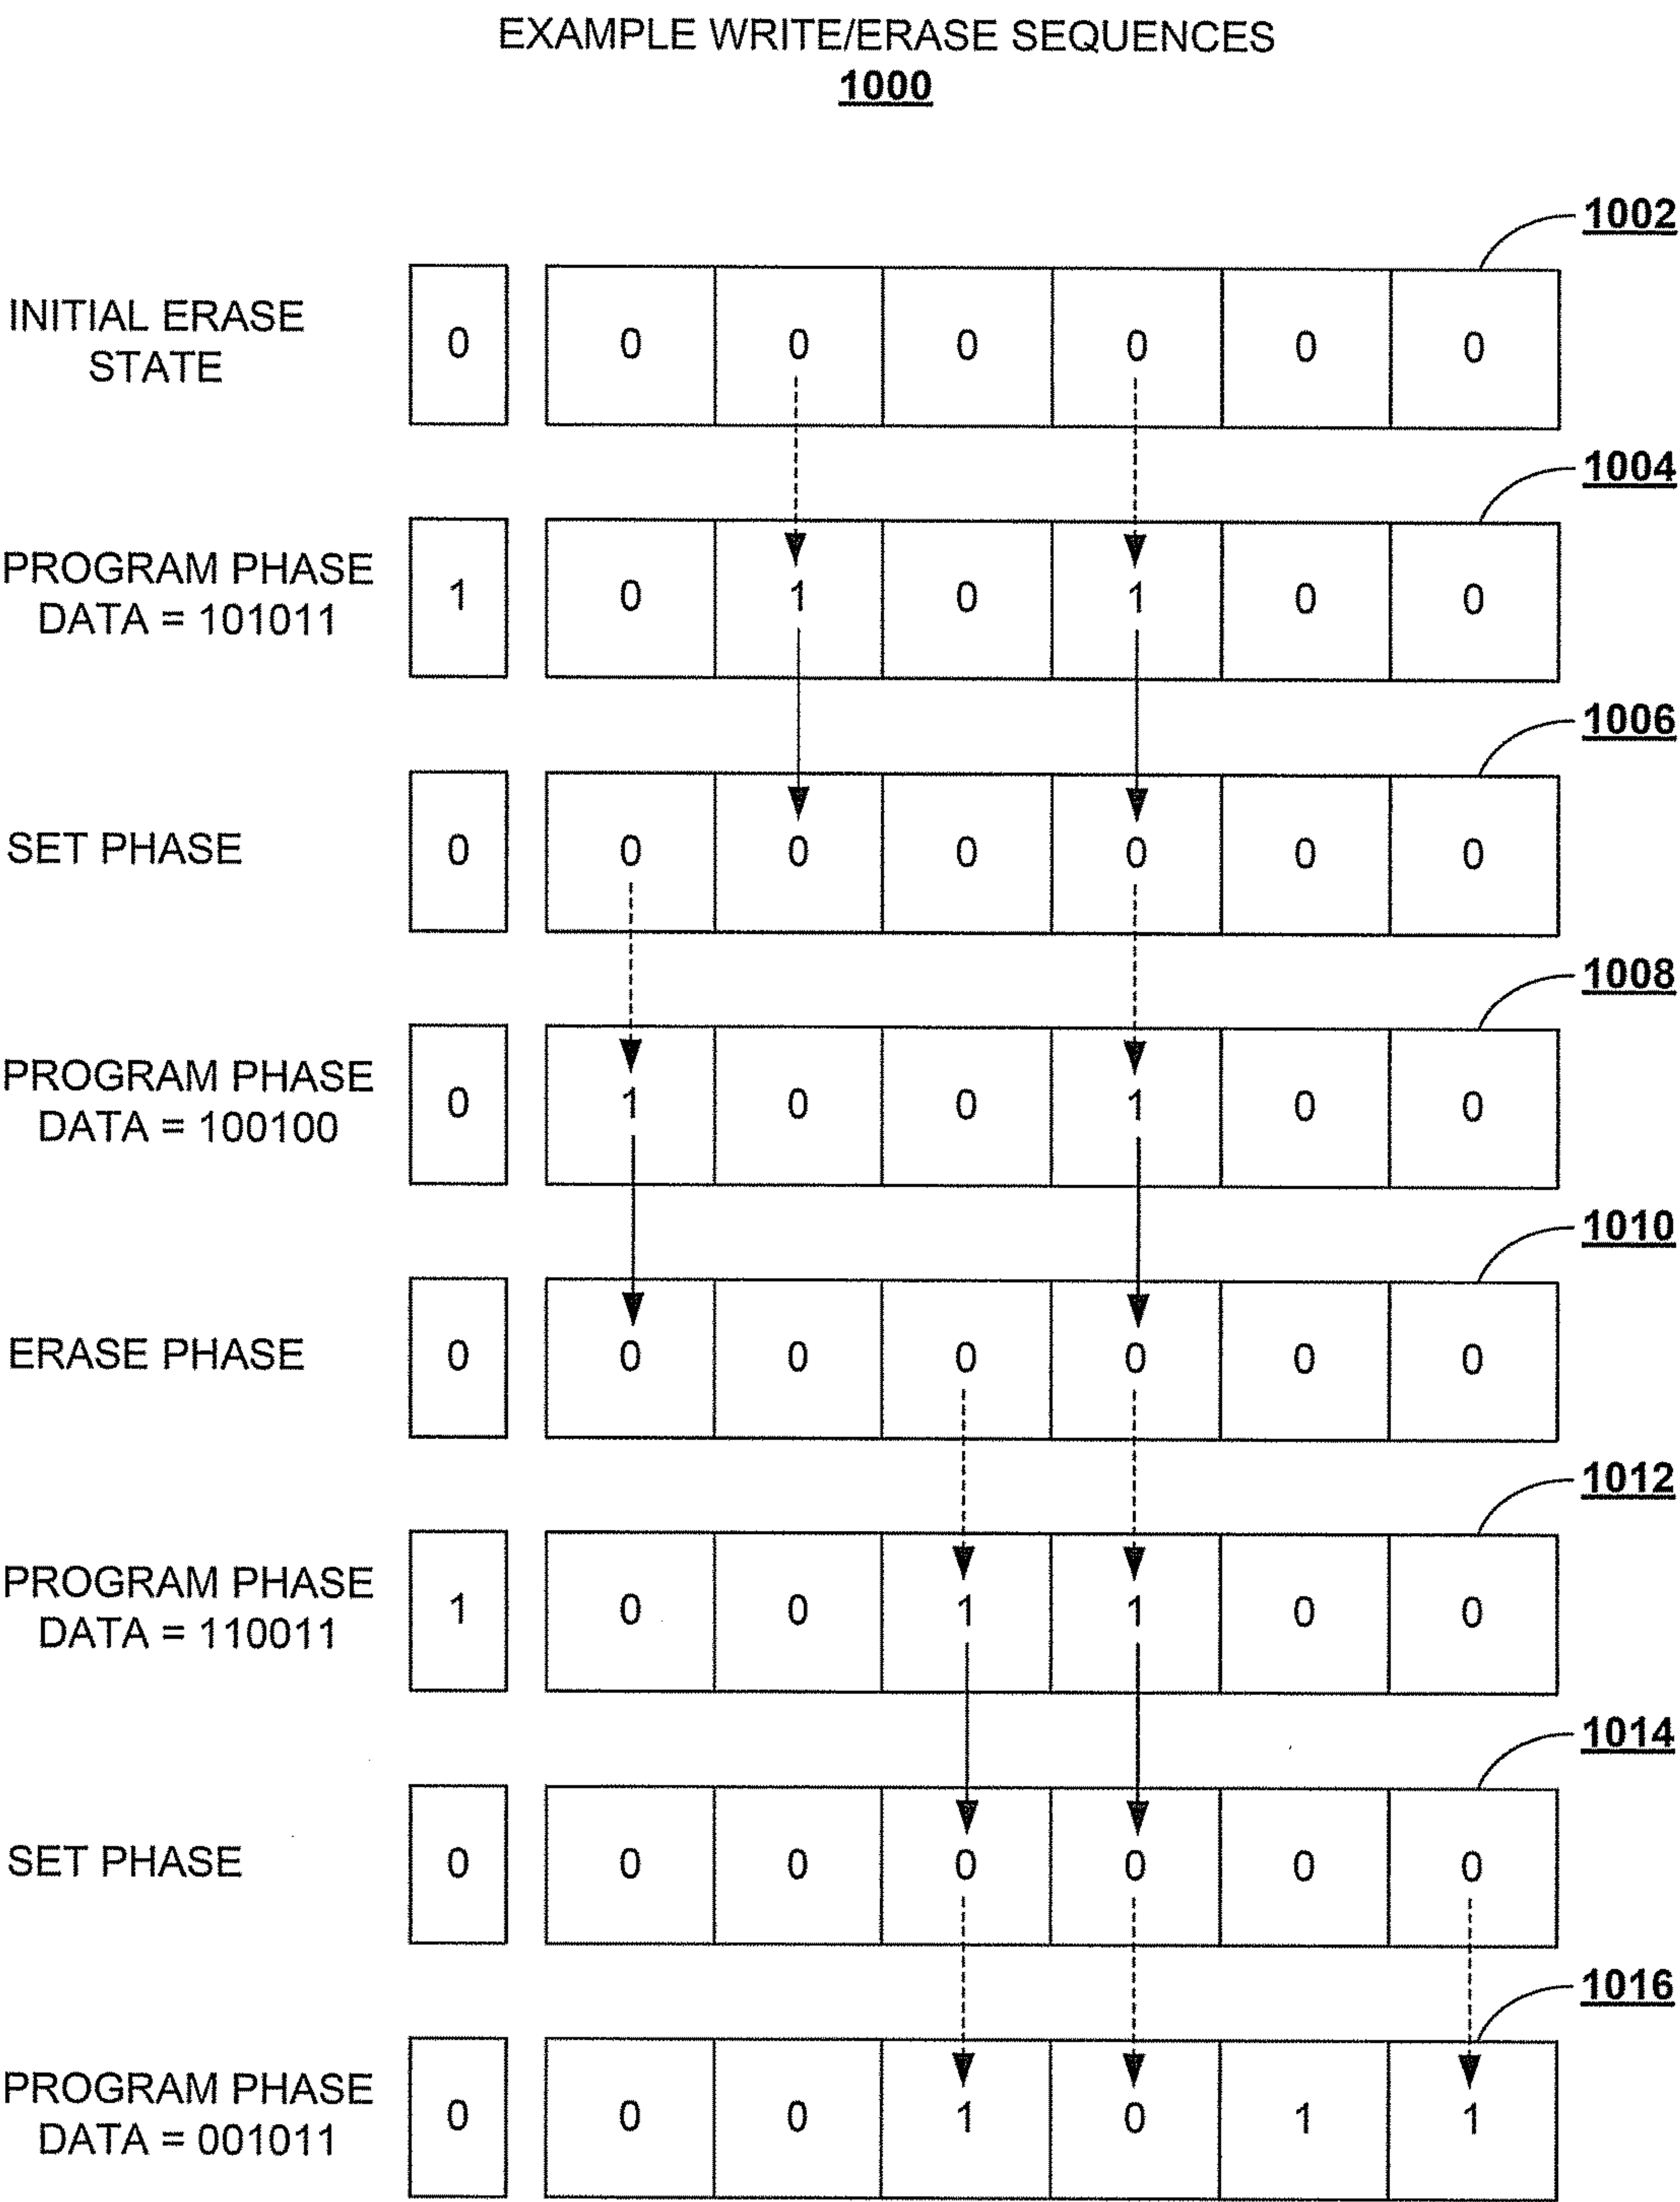 EXAMPLE WRITE/ERASE SEQUENCES
1000
1002
INITIAL ERASE
STATE
0 0 0 0 0 0 0
1004
PROGRAM PHASE
DATA = 101011
1 0 1 0 1 0 0
1006
SET PHASE
0 0 0 0 0 0 0
1008
PROGRAM PHASE
DATA = 100100
0 1 0 0 1 0 0
1010
ERASE PHASE
0 0 0 0 0 0 0
1012
PROGRAM PHASE
DATA = 110011
1 0 0 1 1 0 0
1014
SET PHASE
0 0 0 0 0 0 0
1016
PROGRAM PHASE
DATA = 001011
0 0 0 1 0 1 1